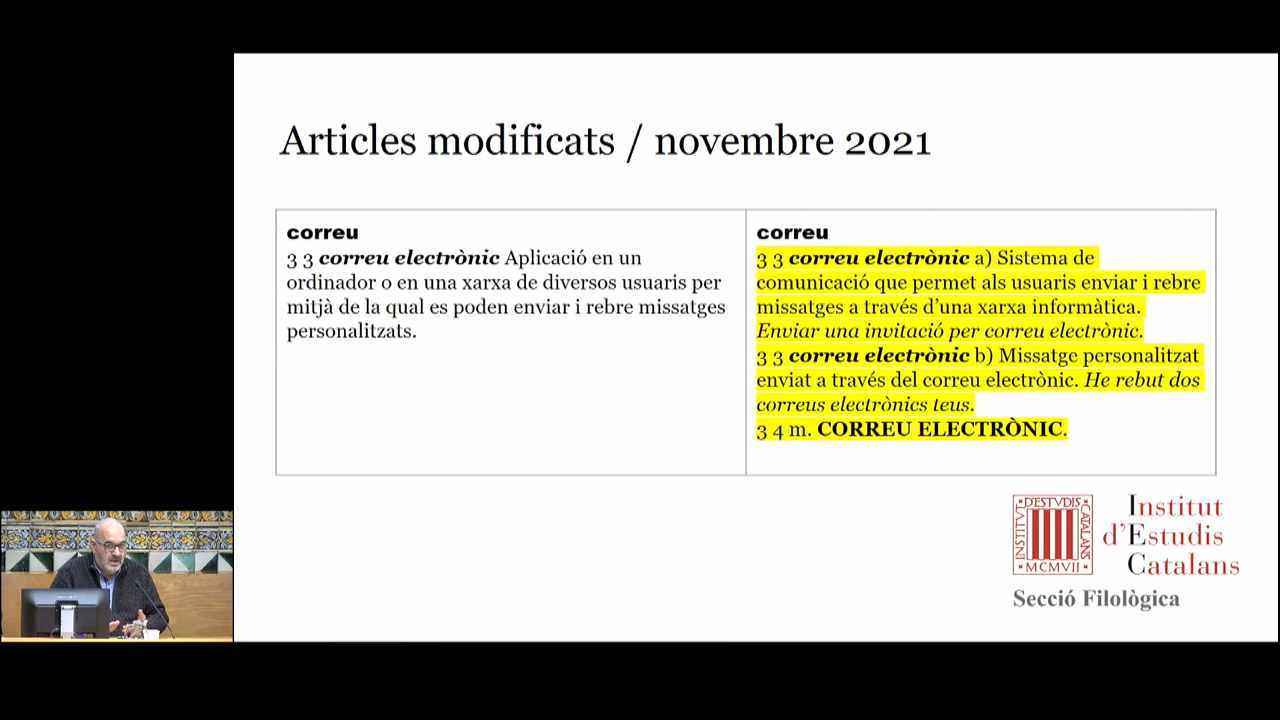 Articles modificats / novembre 2021
correu
3 3 correu electrònic Aplicació en un
ordinador o en una xarxa de diversos usuaris per
mitjà de la qual es poden enviar i rebre missatges
personalitzats.
correu
3 3 correu electrònic a) Sistema de
comunicació que permet als usuaris enviar i rebre
missatges a través d’una xarxa informàtica.
Enviar una invitació per correu electrònic.
3 3 correu electrònic b) Missatge personalitzat
enviat a través del correu electrònic. He rebut dos
correus electrònics teus.
3 4 m. CORREU ELECTRÒNIC.
INSTITUT
D'ESTVDIS
CATALANS
MCMVII
Institut
d’Estudis
Catalans
Secció Filològica